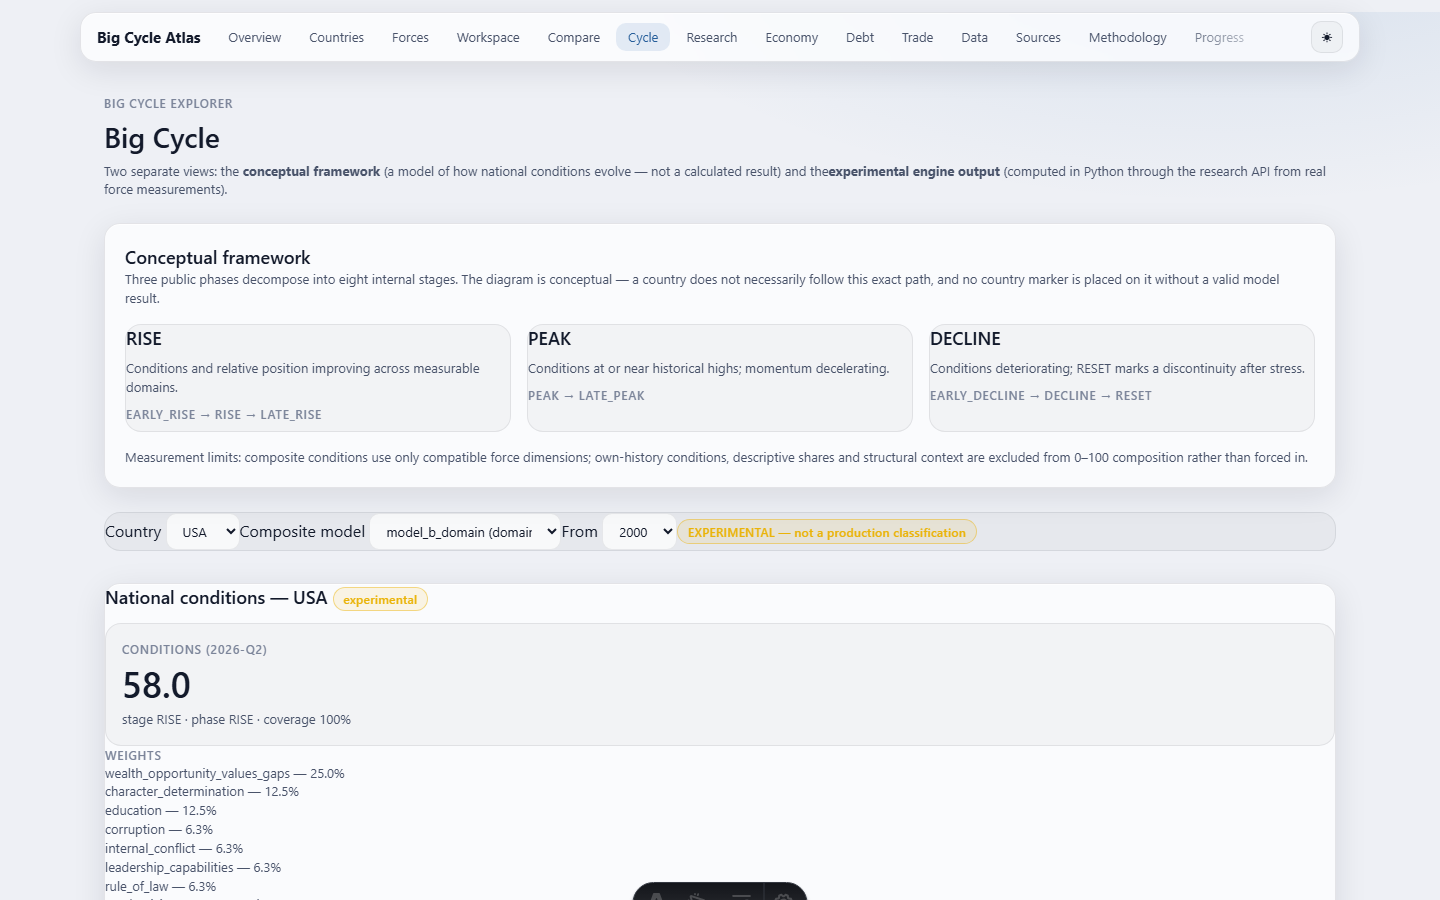 Big Cycle Atlas Overview Countries Forces Workspace Compare Cycle Research Economy Debt Trade Data Sources Methodology Progress
BIG CYCLE EXPLORER
Big Cycle
Two separate views: the conceptual framework (a model of how national conditions evolve — not a calculated result) and theexperimental engine output (computed in Python through the research API from real
force measurements).
Conceptual framework
Three public phases decompose into eight internal stages. The diagram is conceptual — a country does not necessarily follow this exact path, and no country marker is placed on it without a valid model
result.
RISE
Conditions and relative position improving across measurable
domains.
EARLY_RISE → RISE → LATE_RISE
PEAK
Conditions at or near historical highs; momentum decelerating.
PEAK → LATE_PEAK
DECLINE
Conditions deteriorating; RESET marks a discontinuity after stress.
EARLY_DECLINE → DECLINE → RESET
Measurement limits: composite conditions use only compatible force dimensions; own-history conditions, descriptive shares and structural context are excluded from 0–100 composition rather than forced in.
Country USA Composite model model_b_domain (domain From 2000 EXPERIMENTAL — not a production classification
National conditions — USA experimental
CONDITIONS (2026-Q2)
58.0
stage RISE · phase RISE · coverage 100%
WEIGHTS
wealth_opportunity_values_gaps — 25.0%
character_determination — 12.5%
education — 12.5%
corruption — 6.3%
internal_conflict — 6.3%
leadership_capabilities — 6.3%
rule_of_law — 6.3%